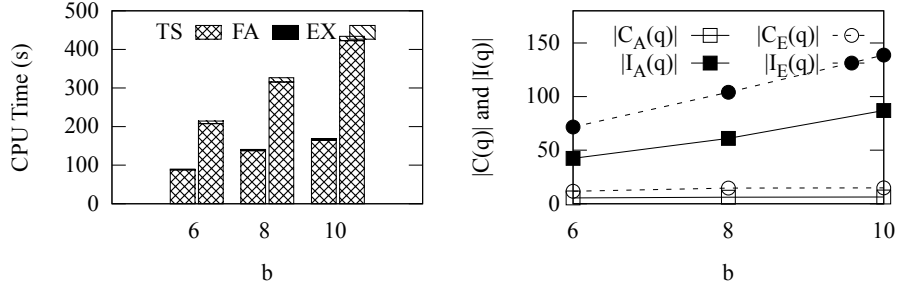 CPU Time (s)
500
400
300
200
100
0
TS FA EX
6 8 10
b
|C(q)| and |I(q)|
150
100
50
0
|C_A(q)| |C_E(q)|
|I_A(q)| |I_E(q)|
6 8 10
b